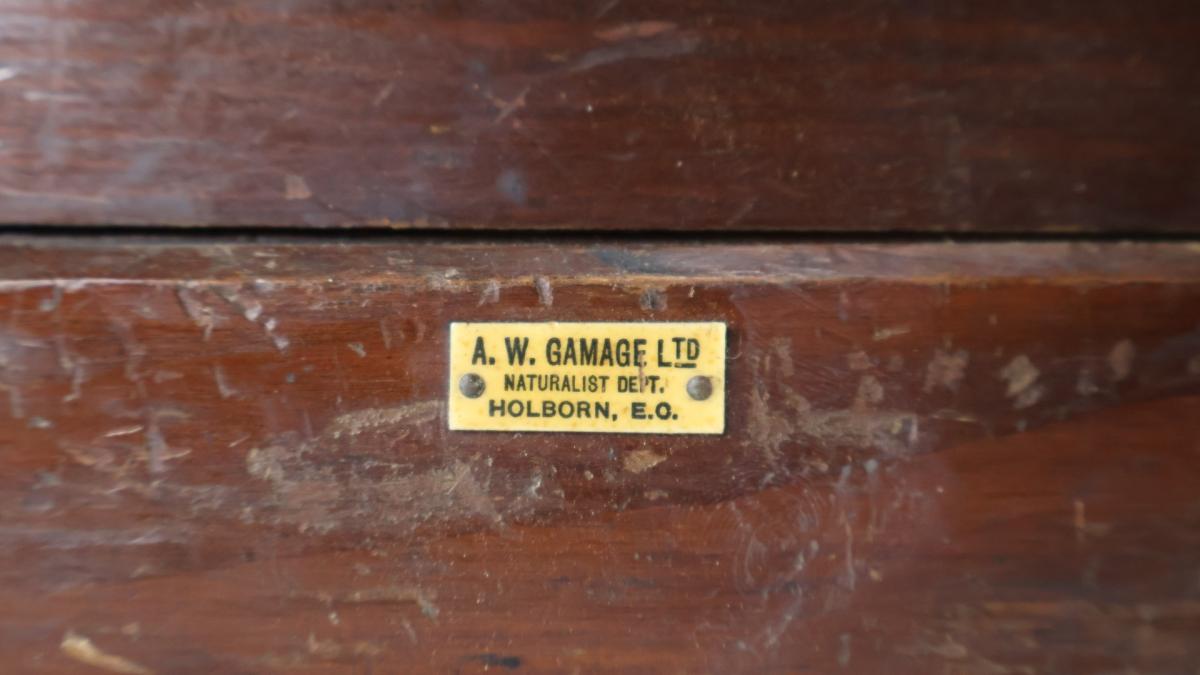 A. W. GAMAGE LTD
NATURALIST DEPT.
HOLBORN, E.C.